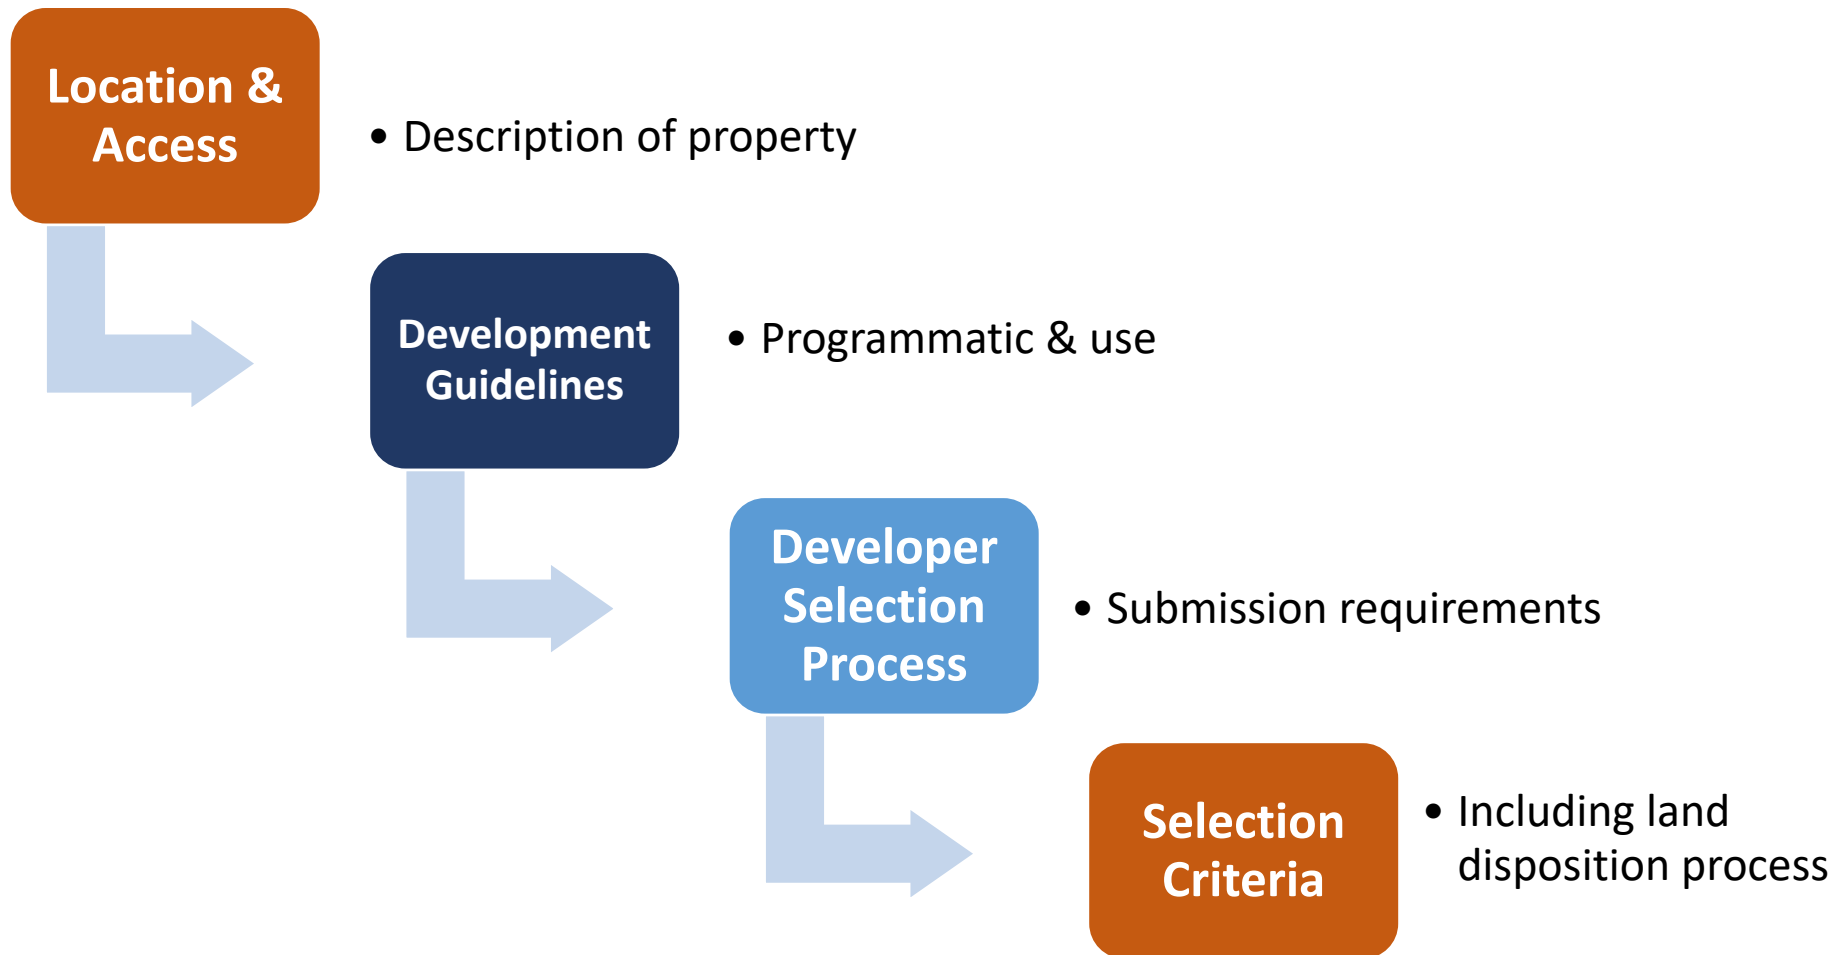 Location &
Access
• Description of property
Development
Guidelines
• Programmatic & use
Developer
Selection
Process
• Submission requirements
Selection
Criteria
• Including land
disposition process